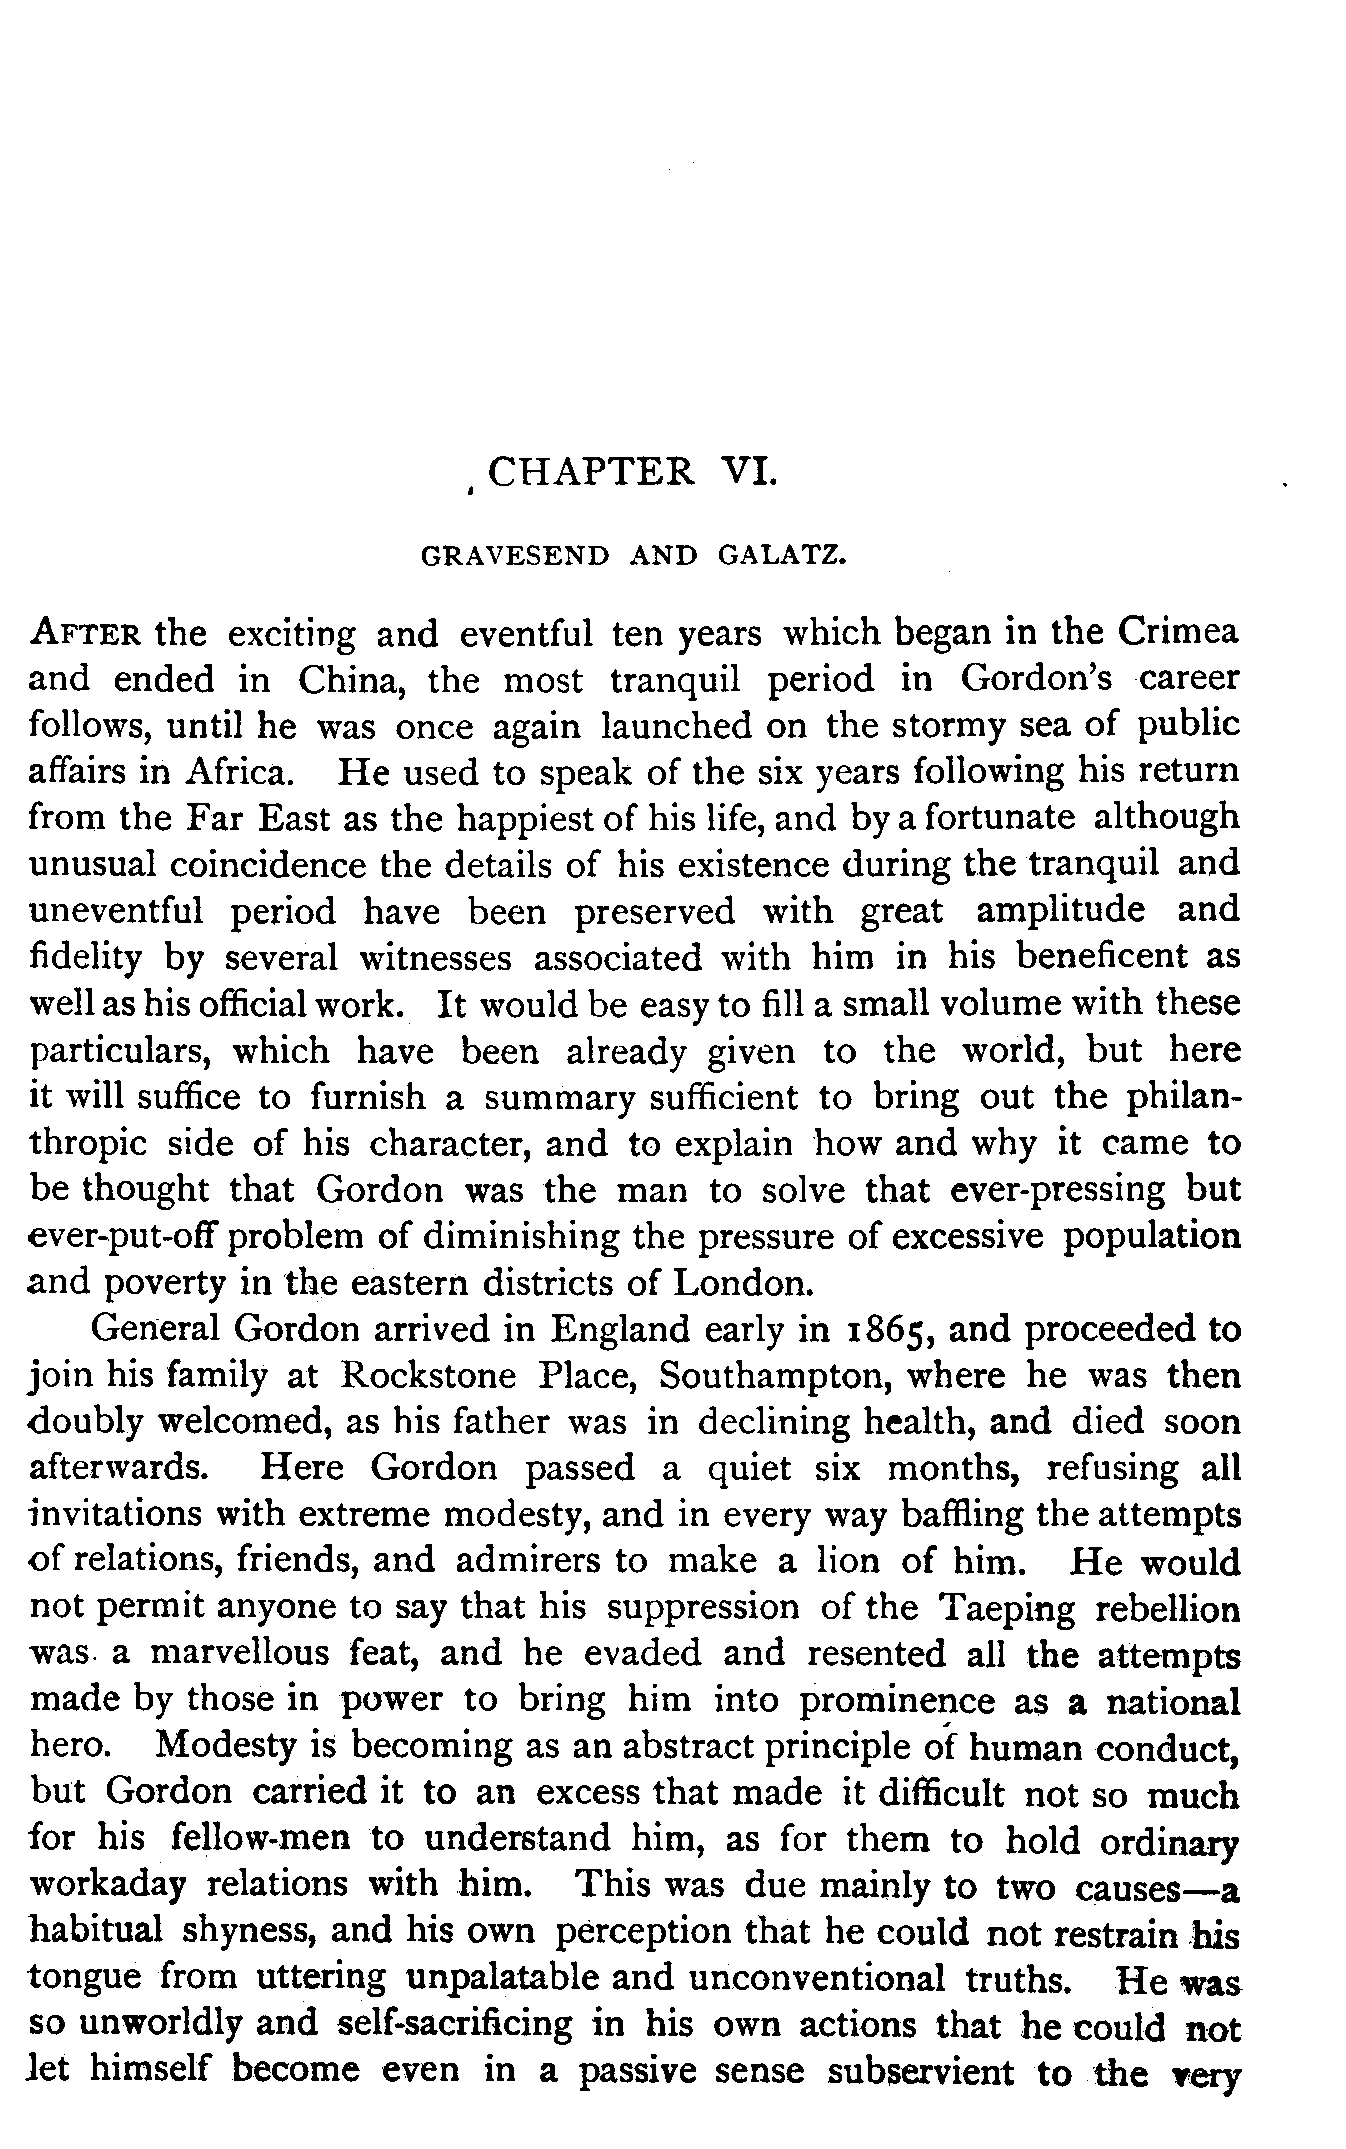 CHAPTER VI.
GRAVESEND AND GALATZ.
AFTER the exciting and eventful ten years which began in the Crimea
and ended in China, the most tranquil period in Gordon's career
follows, until he was once again launched on the stormy sea of public
affairs in Africa. He used to speak of the six years following his return
from the Far East as the happiest of his life, and by a fortunate although
unusual coincidence the details of his existence during the tranquil and
uneventful period have been preserved with great amplitude and
fidelity by several witnesses associated with him in his beneficent as
well as his official work. It would be easy to fill a small volume with these
particulars, which have been already given to the world, but here
it will suffice to furnish a summary sufficient to bring out the philan-
thropic side of his character, and to explain how and why it came to
be thought that Gordon was the man to solve that ever-pressing but
ever-put-off problem of diminishing the pressure of excessive population
and poverty in the eastern districts of London.
General Gordon arrived in England early in 1865, and proceeded to
join his family at Rockstone Place, Southampton, where he was then
doubly welcomed, as his father was in declining health, and died soon
afterwards. Here Gordon passed a quiet six months, refusing all
invitations with extreme modesty, and in every way baffling the attempts
of relations, friends, and admirers to make a lion of him. He would
not permit anyone to say that his suppression of the Taeping rebellion
was a marvellous feat, and he evaded and resented all the attempts
made by those in power to bring him into prominence as a national
hero. Modesty is becoming as an abstract principle of human conduct,
but Gordon carried it to an excess that made it difficult not so much
for his fellow-men to understand him, as for them to hold ordinary
workaday relations with him. This was due mainly to two causes—a
habitual shyness, and his own perception that he could not restrain his
tongue from uttering unpalatable and unconventional truths. He was
so unworldly and self-sacrificing in his own actions that he could not
let himself become even in a passive sense subservient to the very